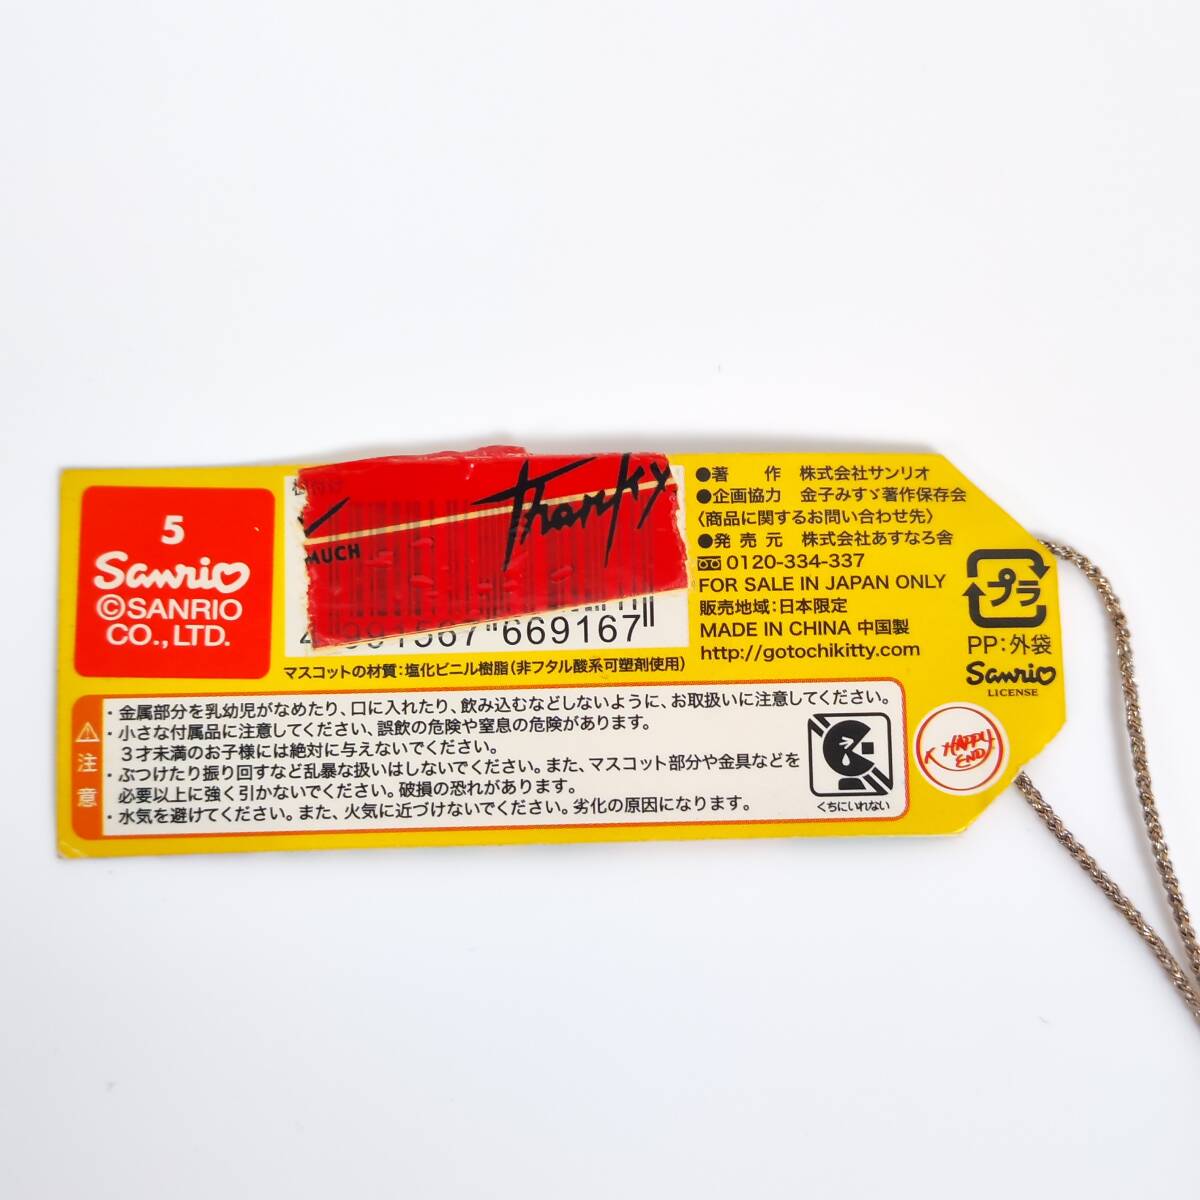 5
Sanrio
©SANRIO
CO.,LTD.
thank y
MUCH
4 991567 669167
マスコットの材質：塩化ビニル樹脂（非フタル酸系可塑剤使用）
●著　作　株式会社サンリオ
●企画協力　金子みすゞ著作保存会
〈商品に関するお問い合わせ先〉
●発売元　株式会社あすなろ舎
0120-334-337
FOR SALE IN JAPAN ONLY
販売地域：日本限定
MADE IN CHINA 中国製
http://gotochikitty.com
プラ
PP：外袋
Sanrio
LICENSE
HAPPY
END
注意
・金属部分を乳幼児がなめたり、口に入れたり、飲み込むなどしないように、お取扱いに注意してください。
・小さな付属品に注意してください、誤飲の危険や窒息の危険があります。
３才未満のお子様には絶対に与えないでください。
・ぶつけたり振り回すなど乱暴な扱いはしないでください。また、マスコット部分や金具などを
必要以上に強く引かないでください。破損の恐れがあります。
・水気を避けてください。また、火気に近づけないでください。劣化の原因になります。
くちにいれない